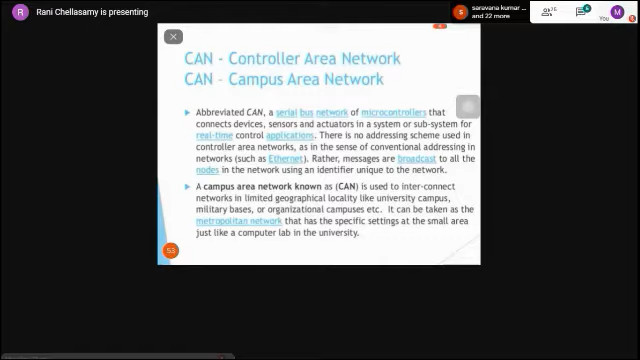 R Rani Chellasamy is presenting
S saravana kumar ...
and 22 more
You
M
CAN - Controller Area Network
CAN - Campus Area Network
Abbreviated CAN, a serial bus network of microcontrollers that
connects devices, sensors and actuators in a system or sub-system for
real-time control applications. There is no addressing scheme used in
controller area networks, as in the sense of conventional addressing in
networks (such as Ethernet). Rather, messages are broadcast to all the
nodes in the network using an identifier unique to the network.
A campus area network known as (CAN) is used to inter-connect
networks in limited geographical locality like university campus,
military bases, or organizational campuses etc. It can be taken as the
metropolitan network that has the specific settings at the small area
just like a computer lab in the university.
53